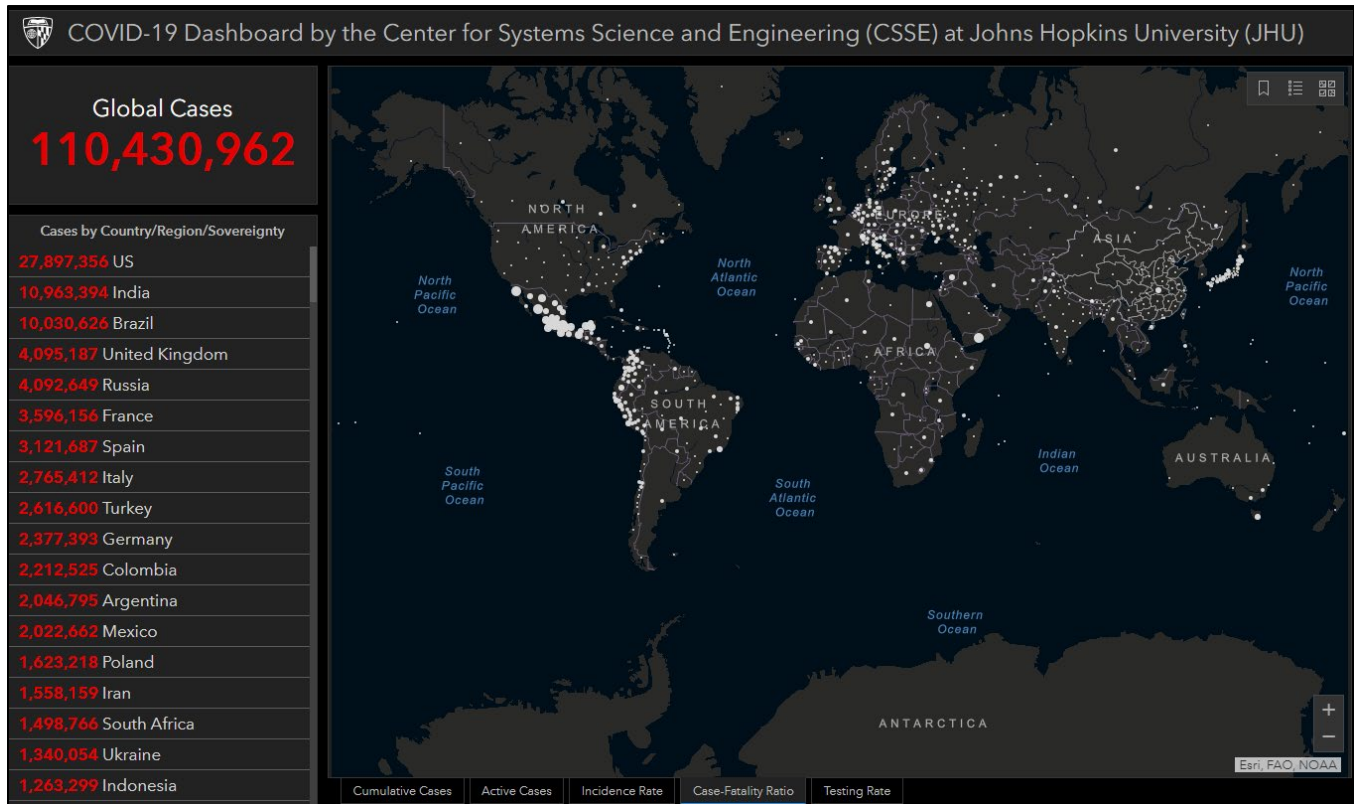 COVID-19 Dashboard by the Center for Systems Science and Engineering (CSSE) at Johns Hopkins University (JHU)
Global Cases
110,430,962
Cases by Country/Region/Sovereignty
27,897,356 US
10,963,394 India
10,030,626 Brazil
4,095,187 United Kingdom
4,092,649 Russia
3,596,156 France
3,121,687 Spain
2,765,412 Italy
2,616,600 Turkey
2,377,393 Germany
2,212,525 Colombia
2,046,795 Argentina
2,022,662 Mexico
1,623,218 Poland
1,558,159 Iran
1,498,766 South Africa
1,340,054 Ukraine
1,263,299 Indonesia
NORTH
AMERICA
EUROPE
ASIA
North
Pacific
Ocean
North
Atlantic
Ocean
North
Pacific
Ocean
AFRICA
SOUTH
AMERICA
Indian
Ocean
AUSTRALIA
South
Pacific
Ocean
South
Atlantic
Ocean
Southern
Ocean
ANTARCTICA
+
−
Esri, FAO, NOAA
Cumulative Cases
Active Cases
Incidence Rate
Case-Fatality Ratio
Testing Rate